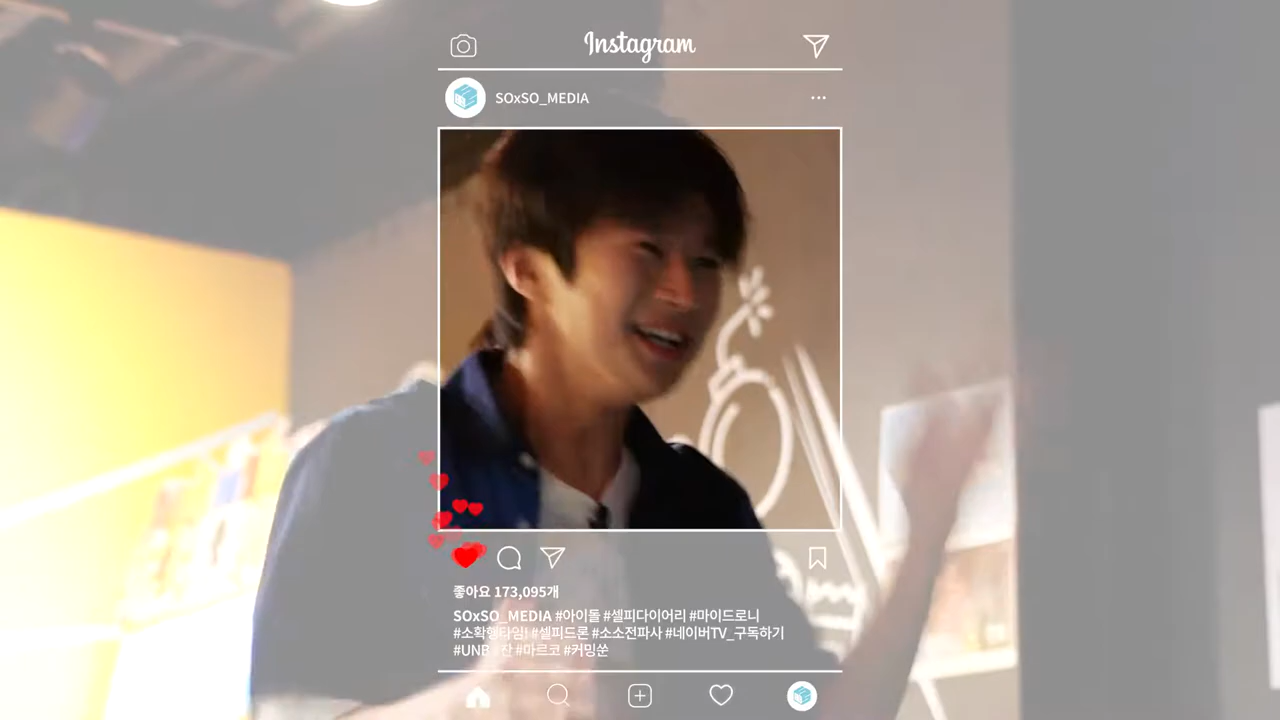 Instagram
SOxSO_MEDIA
좋아요 173,095개
SOxSO_MEDIA #아이돌 #셀피다이어리 #마이드로니
#소확행타임! #셀피드론 #소소전파사 #네이버TV_구독하기
#UNB #찬 #마르코 #커밍쑨